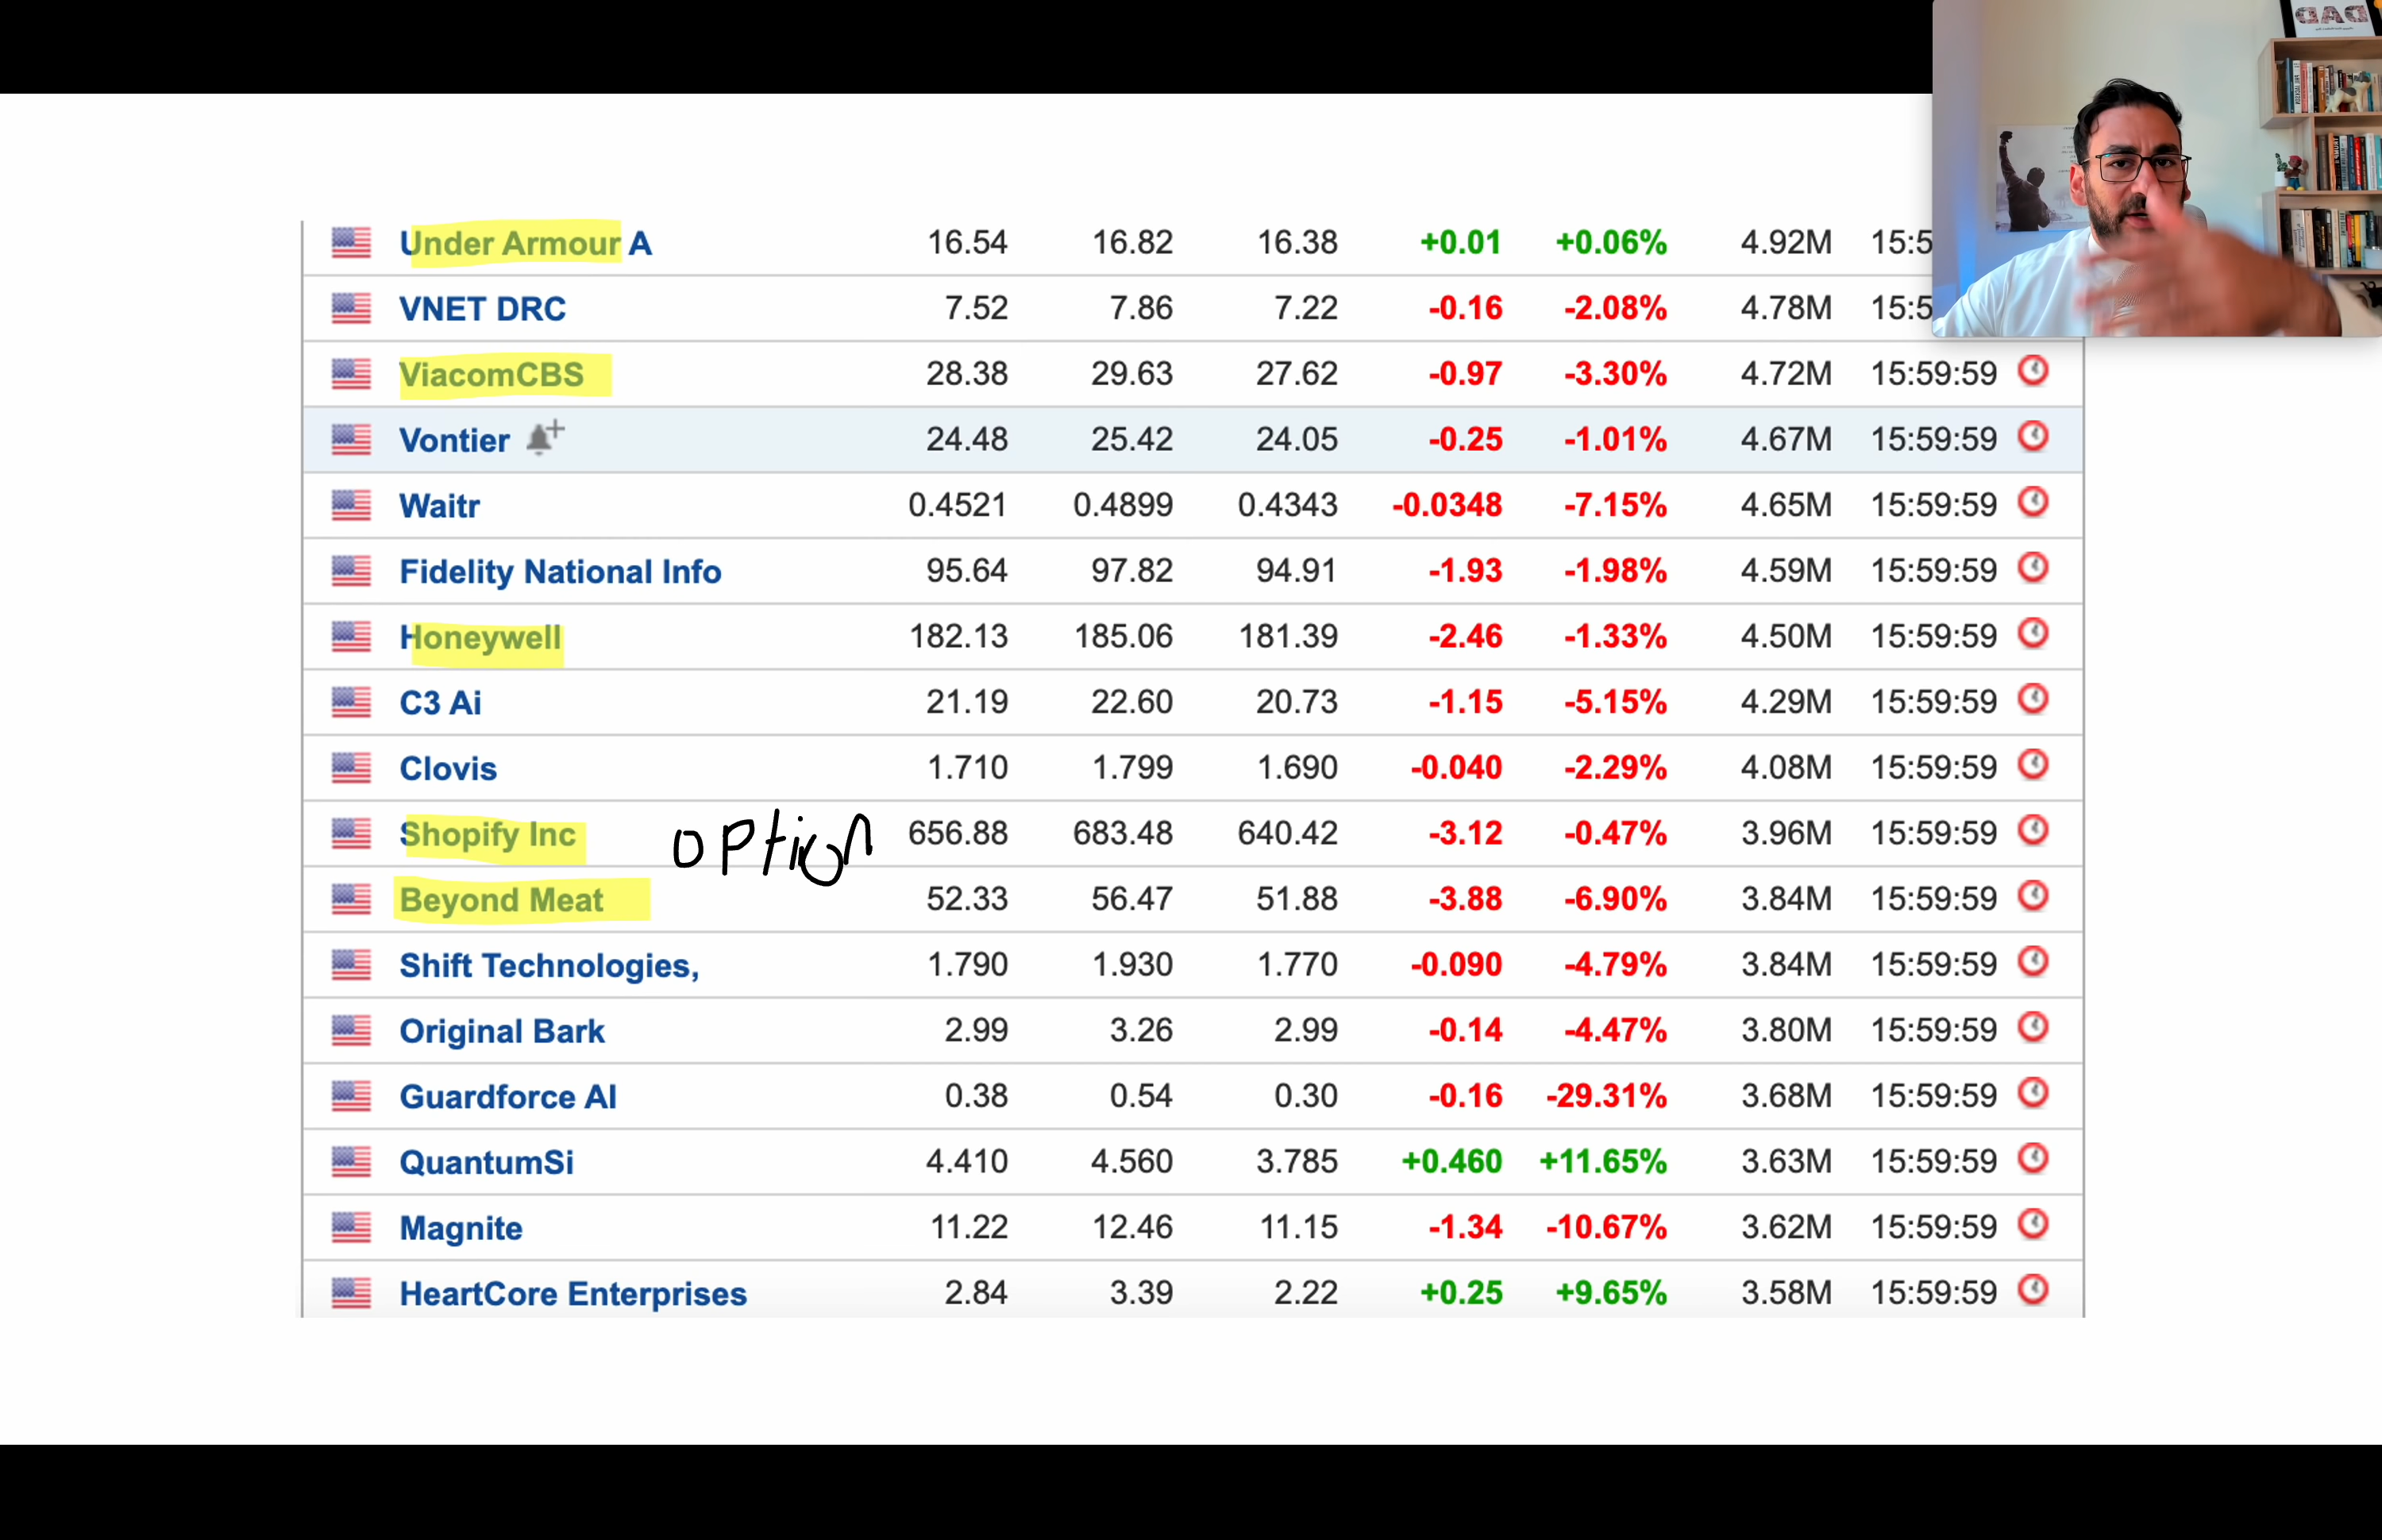 DAD
Under Armour A 16.54 16.82 16.38 +0.01 +0.06% 4.92M 15:5
VNET DRC 7.52 7.86 7.22 -0.16 -2.08% 4.78M 15:5
ViacomCBS 28.38 29.63 27.62 -0.97 -3.30% 4.72M 15:59:59
Vontier 24.48 25.42 24.05 -0.25 -1.01% 4.67M 15:59:59
Waitr 0.4521 0.4899 0.4343 -0.0348 -7.15% 4.65M 15:59:59
Fidelity National Info 95.64 97.82 94.91 -1.93 -1.98% 4.59M 15:59:59
Honeywell 182.13 185.06 181.39 -2.46 -1.33% 4.50M 15:59:59
C3 Ai 21.19 22.60 20.73 -1.15 -5.15% 4.29M 15:59:59
Clovis 1.710 1.799 1.690 -0.040 -2.29% 4.08M 15:59:59
Shopify Inc option 656.88 683.48 640.42 -3.12 -0.47% 3.96M 15:59:59
Beyond Meat 52.33 56.47 51.88 -3.88 -6.90% 3.84M 15:59:59
Shift Technologies, 1.790 1.930 1.770 -0.090 -4.79% 3.84M 15:59:59
Original Bark 2.99 3.26 2.99 -0.14 -4.47% 3.80M 15:59:59
Guardforce AI 0.38 0.54 0.30 -0.16 -29.31% 3.68M 15:59:59
QuantumSi 4.410 4.560 3.785 +0.460 +11.65% 3.63M 15:59:59
Magnite 11.22 12.46 11.15 -1.34 -10.67% 3.62M 15:59:59
HeartCore Enterprises 2.84 3.39 2.22 +0.25 +9.65% 3.58M 15:59:59